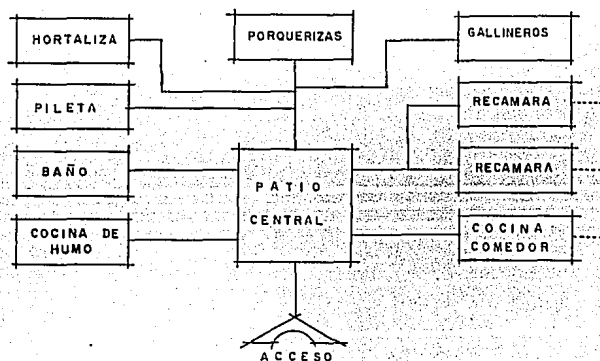 HORTALIZA
PORQUERIZAS
GALLINEROS
PILETA
RECAMARA
BAÑO
PATIO
CENTRAL
RECAMARA
COCINA DE
HUMO
COCINA
COMEDOR
ACCESO